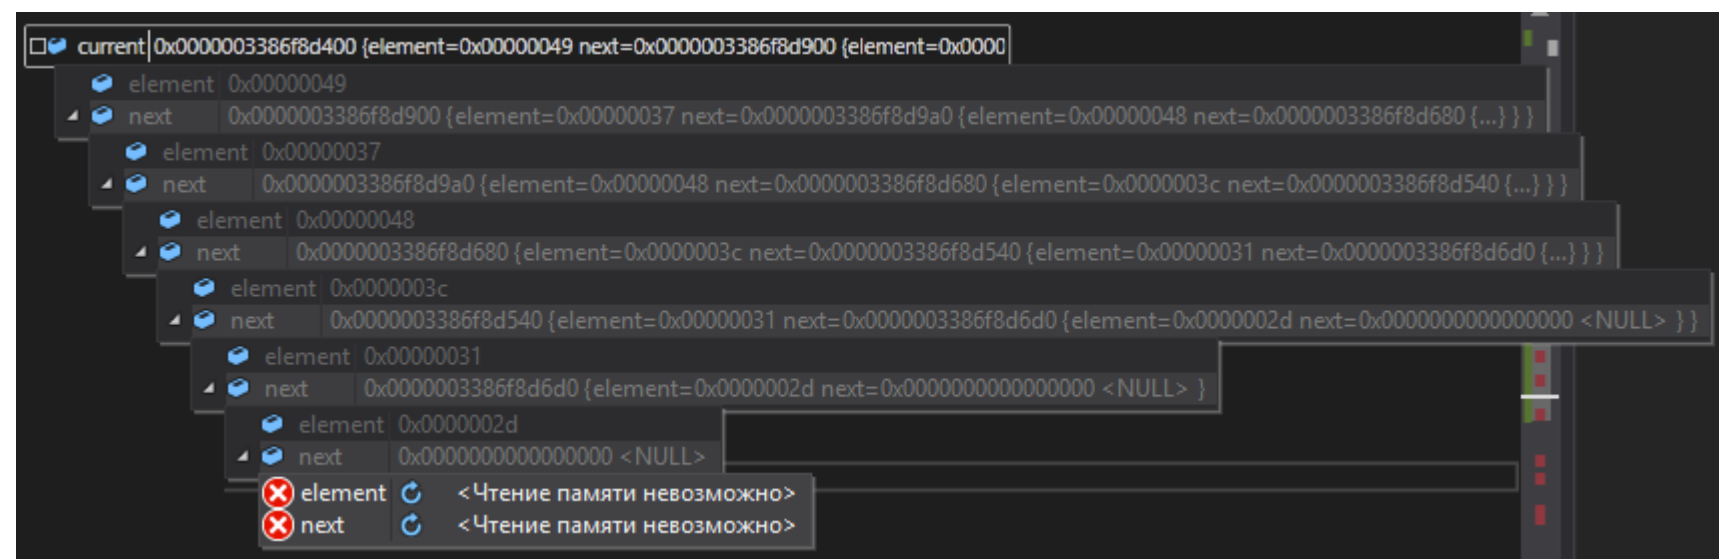 current 0x0000003386f8d400 {element=0x00000049 next=0x0000003386f8d900 {element=0x0000
element 0x00000049
next 0x0000003386f8d900 {element=0x00000037 next=0x0000003386f8d9a0 {element=0x00000048 next=0x0000003386f8d680 {...} } }
element 0x00000037
next 0x0000003386f8d9a0 {element=0x00000048 next=0x0000003386f8d680 {element=0x0000003c next=0x0000003386f8d540 {...} } }
element 0x00000048
next 0x0000003386f8d680 {element=0x0000003c next=0x0000003386f8d540 {element=0x00000031 next=0x0000003386f8d6d0 {...} } }
element 0x0000003c
next 0x0000003386f8d540 {element=0x00000031 next=0x0000003386f8d6d0 {element=0x0000002d next=0x0000000000000000 <NULL> } }
element 0x00000031
next 0x0000003386f8d6d0 {element=0x0000002d next=0x0000000000000000 <NULL> }
element 0x0000002d
next 0x0000000000000000 <NULL>
element <Чтение памяти невозможно>
next <Чтение памяти невозможно>